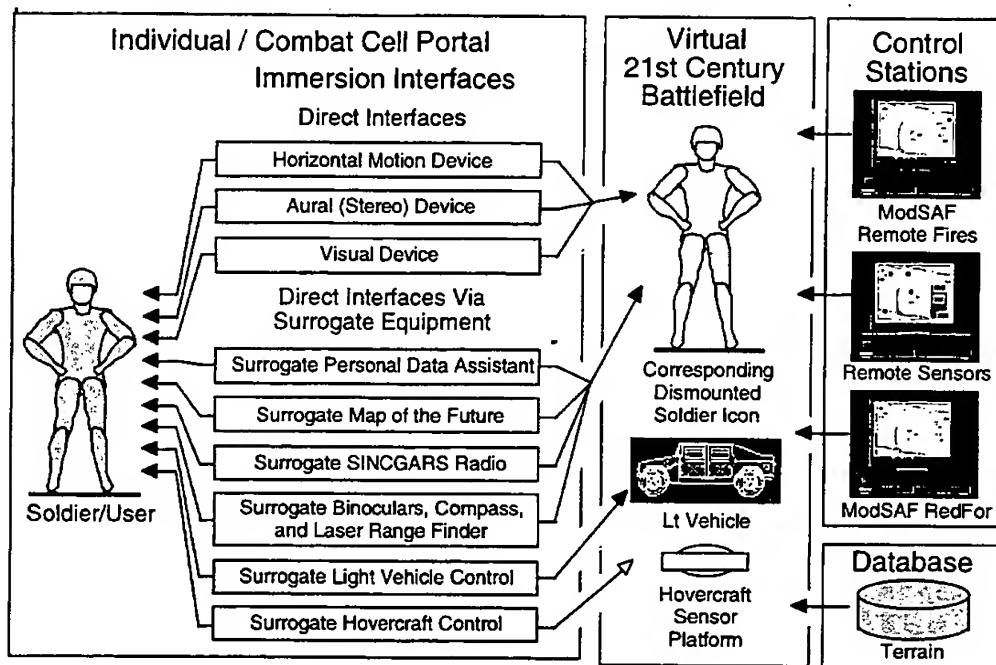 Individual / Combat Cell Portal
Immersion Interfaces
Direct Interfaces
Horizontal Motion Device
Aural (Stereo) Device
Visual Device
Direct Interfaces Via
Surrogate Equipment
Surrogate Personal Data Assistant
Surrogate Map of the Future
Surrogate SINCGARS Radio
Surrogate Binoculars, Compass,
and Laser Range Finder
Surrogate Light Vehicle Control
Surrogate Hovercraft Control
Soldier/User
Virtual
21st Century
Battlefield
Corresponding
Dismounted
Soldier Icon
Lt Vehicle
Hovercraft
Sensor
Platform
Control
Stations
ModSAF
Remote Fires
Remote Sensors
ModSAF RedFor
Database
Terrain